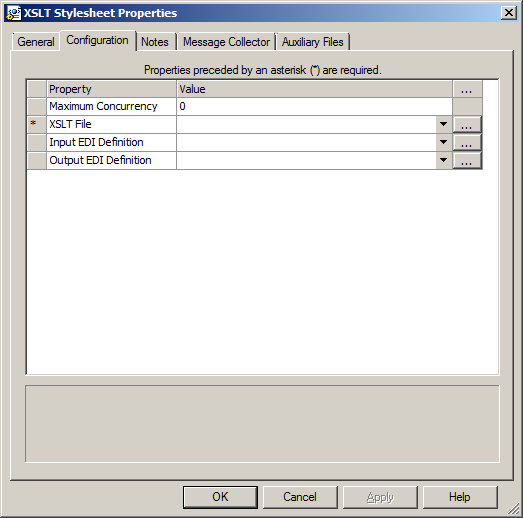 XSLT Stylesheet Properties
General Configuration Notes Message Collector Auxiliary Files
Properties preceded by an asterisk (*) are required.
Property Value ...
Maximum Concurrency 0
* XSLT File ...
Input EDI Definition ...
Output EDI Definition ...
OK Cancel Apply Help